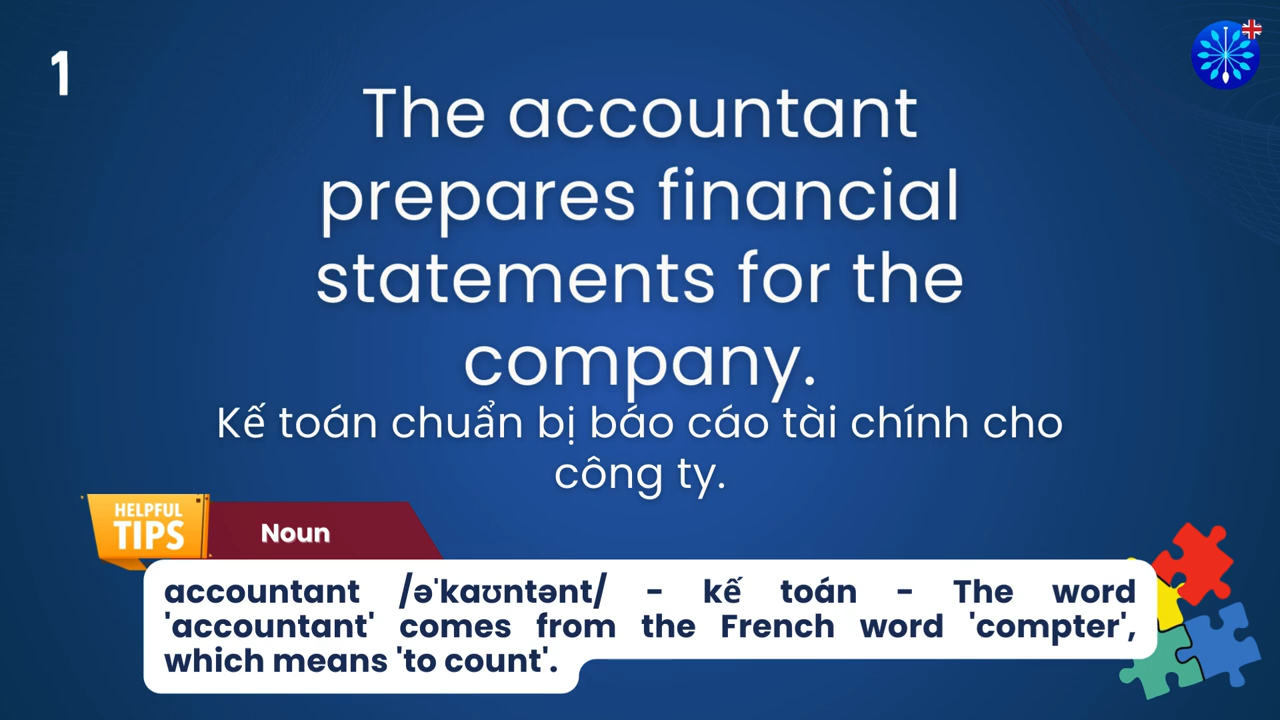 1
The accountant
prepares financial
statements for the
company.
Kế toán chuẩn bị báo cáo tài chính cho
công ty.
HELPFUL
TIPS
Noun
accountant /ə'kaʊntənt/ - kế toán - The word
'accountant' comes from the French word 'compter',
which means 'to count'.